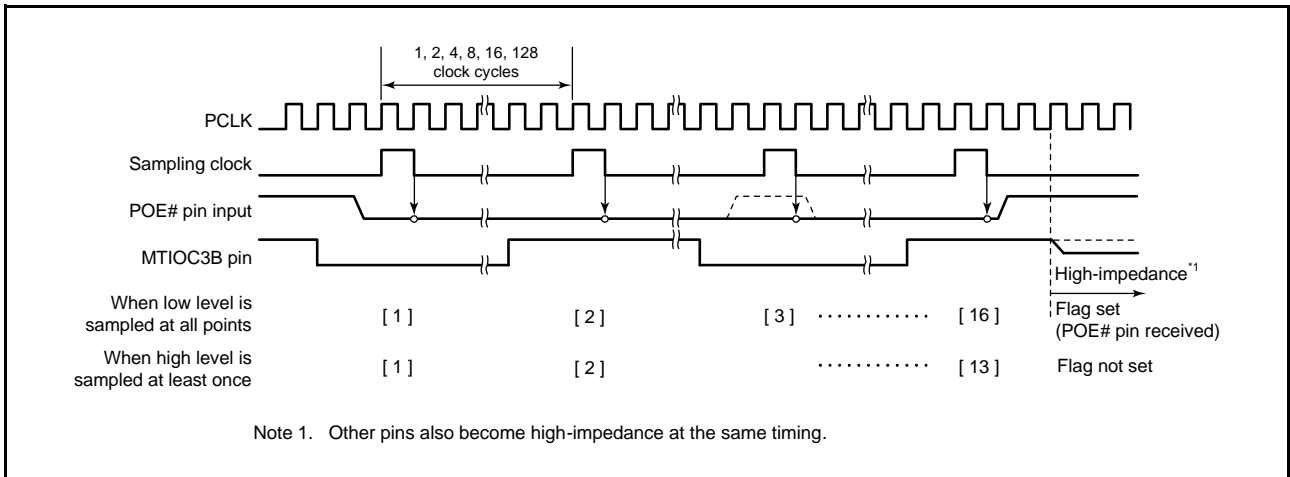 1, 2, 4, 8, 16, 128
clock cycles
PCLK
Sampling clock
POE# pin input
MTIOC3B pin
High-impedance*1
When low level is
sampled at all points
[ 1 ]
[ 2 ]
[ 3 ]
[ 16 ]
Flag set
(POE# pin received)
When high level is
sampled at least once
[ 1 ]
[ 2 ]
[ 13 ]
Flag not set
Note 1. Other pins also become high-impedance at the same timing.